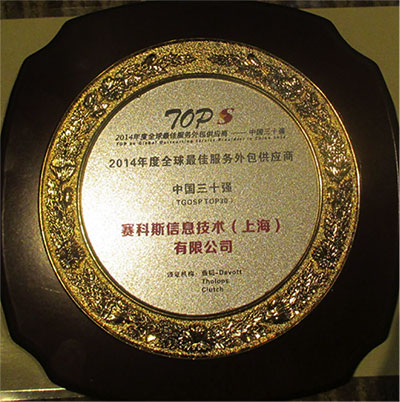 TOP S
2014年度全球最佳服务外包供应商——中国三十强
2014年度全球最佳服务外包供应商
中国三十强
TGOSP TOP30
赛科斯信息技术（上海）
有限公司
Devott
Tholons
Clutch